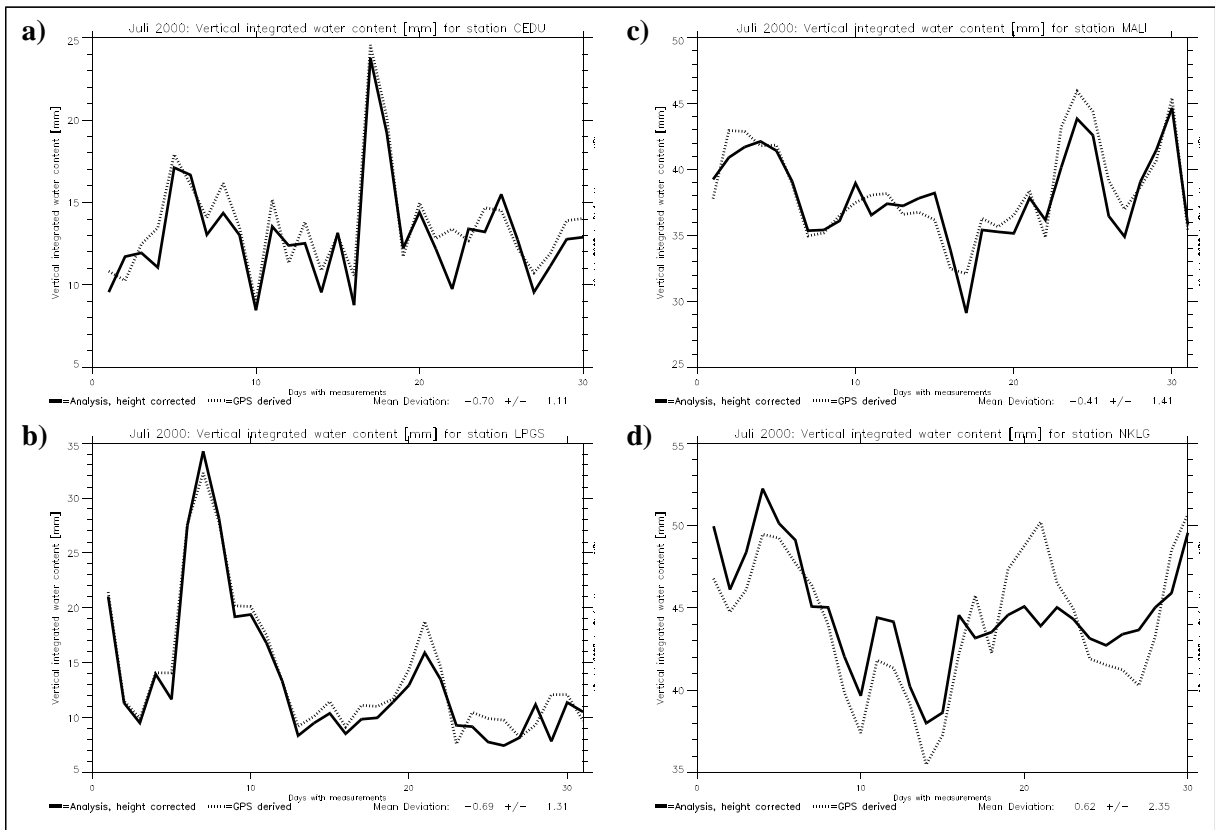 a)
Juli 2000: Vertical integrated water content [mm] for station CEDU
25
20
15
10
5
Vertical integrated water content [mm]
0
10
20
30
Days with measurements
=Analysis, height corrected =GPS derived Mean Deviation: -0.70 +/- 1.11
c)
Juli 2000: Vertical integrated water content [mm] for station MALI
50
45
40
35
30
25
Vertical integrated water content [mm]
0
10
20
30
Days with measurements
=Analysis, height corrected =GPS derived Mean Deviation: -0.41 +/- 1.41
b)
Juli 2000: Vertical integrated water content [mm] for station LPGS
35
30
25
20
15
10
5
Vertical integrated water content [mm]
0
10
20
30
Days with measurements
=Analysis, height corrected =GPS derived Mean Deviation: -0.69 +/- 1.31
d)
Juli 2000: Vertical integrated water content [mm] for station NKLG
55
50
45
40
35
Vertical integrated water content [mm]
0
10
20
30
Days with measurements
=Analysis, height corrected =GPS derived Mean Deviation: 0.62 +/- 2.35